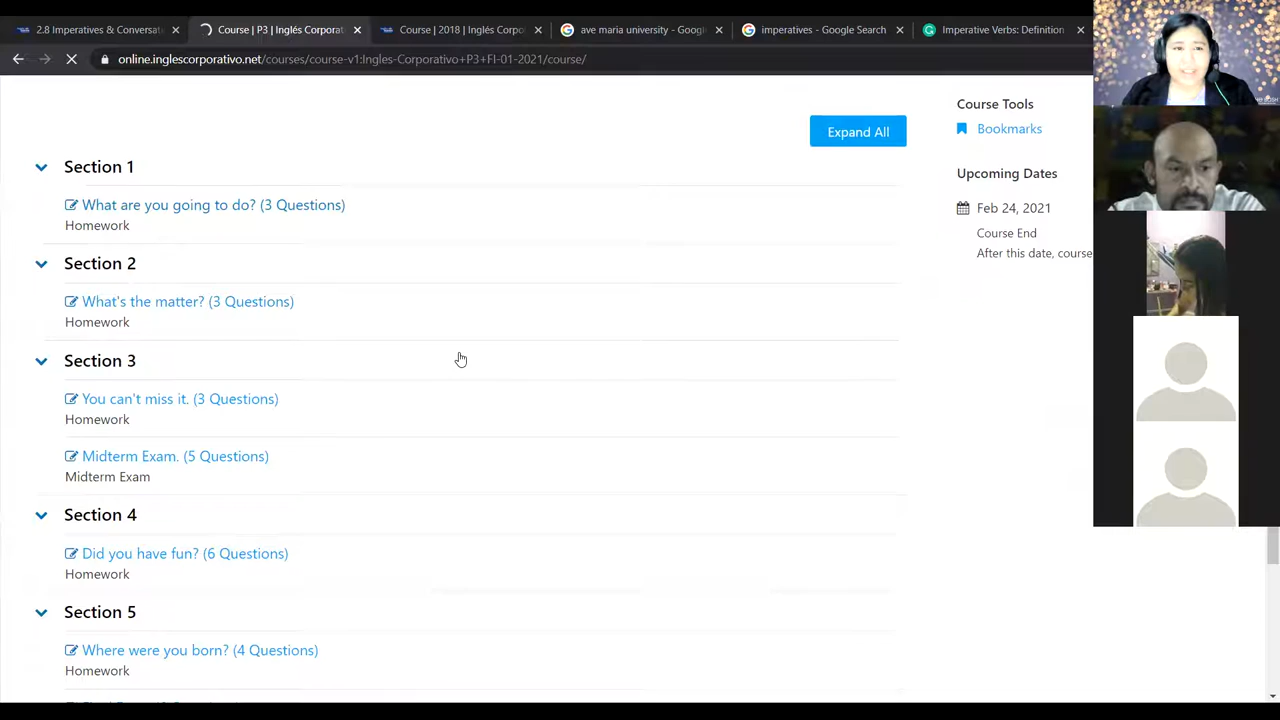 2.8 Imperatives & Conversat
Course | P3 | Inglés Corporat
Course | 2018 | Inglés Corpo
ave maria university - Googl
imperatives - Google Search
Imperative Verbs: Definition
online.inglescorporativo.net/courses/course-v1:Ingles-Corporativo+P3+FI-01-2021/course/
Expand All
Section 1
What are you going to do? (3 Questions)
Homework
Section 2
What's the matter? (3 Questions)
Homework
Section 3
You can't miss it. (3 Questions)
Homework
Midterm Exam. (5 Questions)
Midterm Exam
Section 4
Did you have fun? (6 Questions)
Homework
Section 5
Where were you born? (4 Questions)
Homework
Course Tools
Bookmarks
Upcoming Dates
Feb 24, 2021
Course End
After this date, course